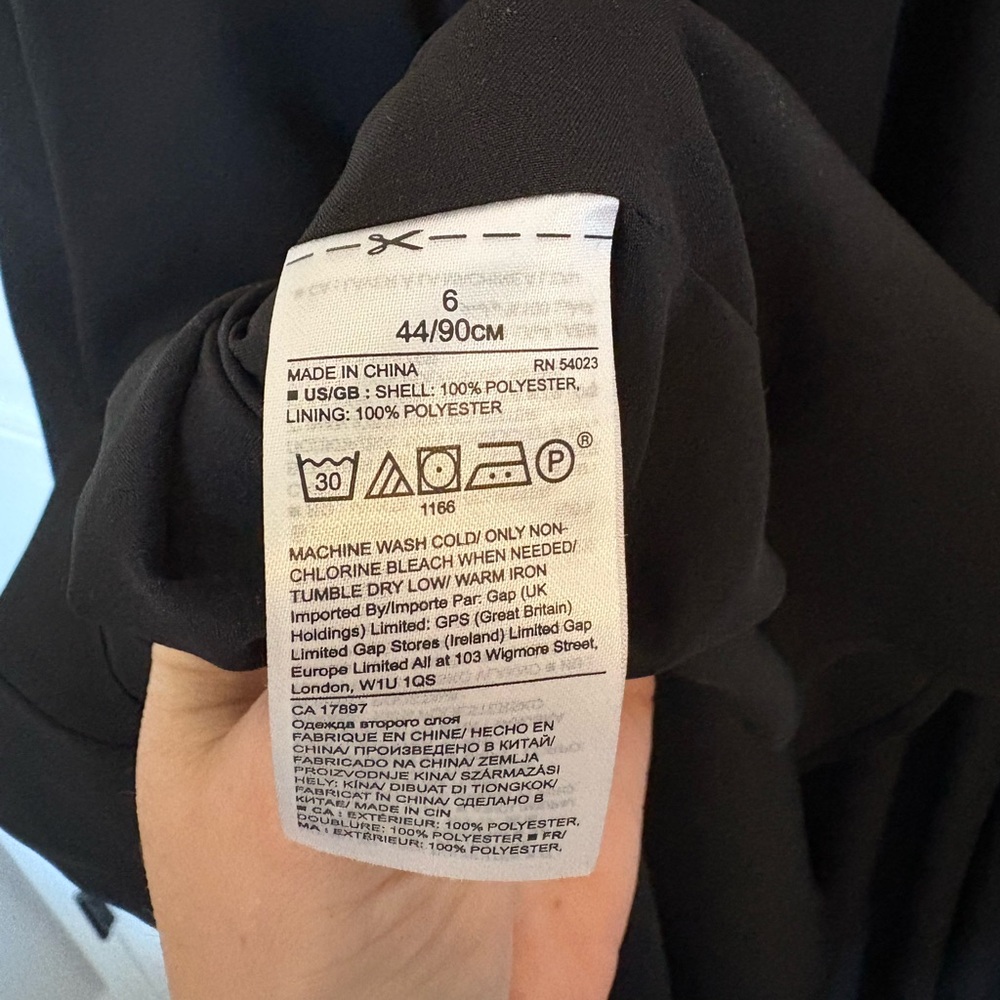 6
44/90CM
MADE IN CHINA RN 54023
■ US/GB : SHELL: 100% POLYESTER,
LINING: 100% POLYESTER
30 P ®
1166
MACHINE WASH COLD/ ONLY NON-
CHLORINE BLEACH WHEN NEEDED/
TUMBLE DRY LOW/ WARM IRON
Imported By/Importe Par: Gap (UK
Holdings) Limited: GPS (Great Britain)
Limited Gap Stores (Ireland) Limited Gap
Europe Limited All at 103 Wigmore Street,
London, W1U 1QS
CA 17897
Одежда второго слоя
FABRIQUE EN CHINE/ HECHO EN
CHINA/ ПРОИЗВЕДЕНО В КИТАЙ/
FABRICADO NA CHINA/ ZEMLJA
PROIZVODNJE KINA/ SZÁRMAZÁSI
HELY: KÍNA/ DIBUAT DI TIONGKOK/
FABRICAT ÎN CHINA/ СДЕЛАНО В
КИТАЕ/ MADE IN CIN
■ CA : EXTÉRIEUR: 100% POLYESTER,
DOUBLURE: 100% POLYESTER ■ FR/
MA : EXTÉRIEUR: 100% POLYESTER,